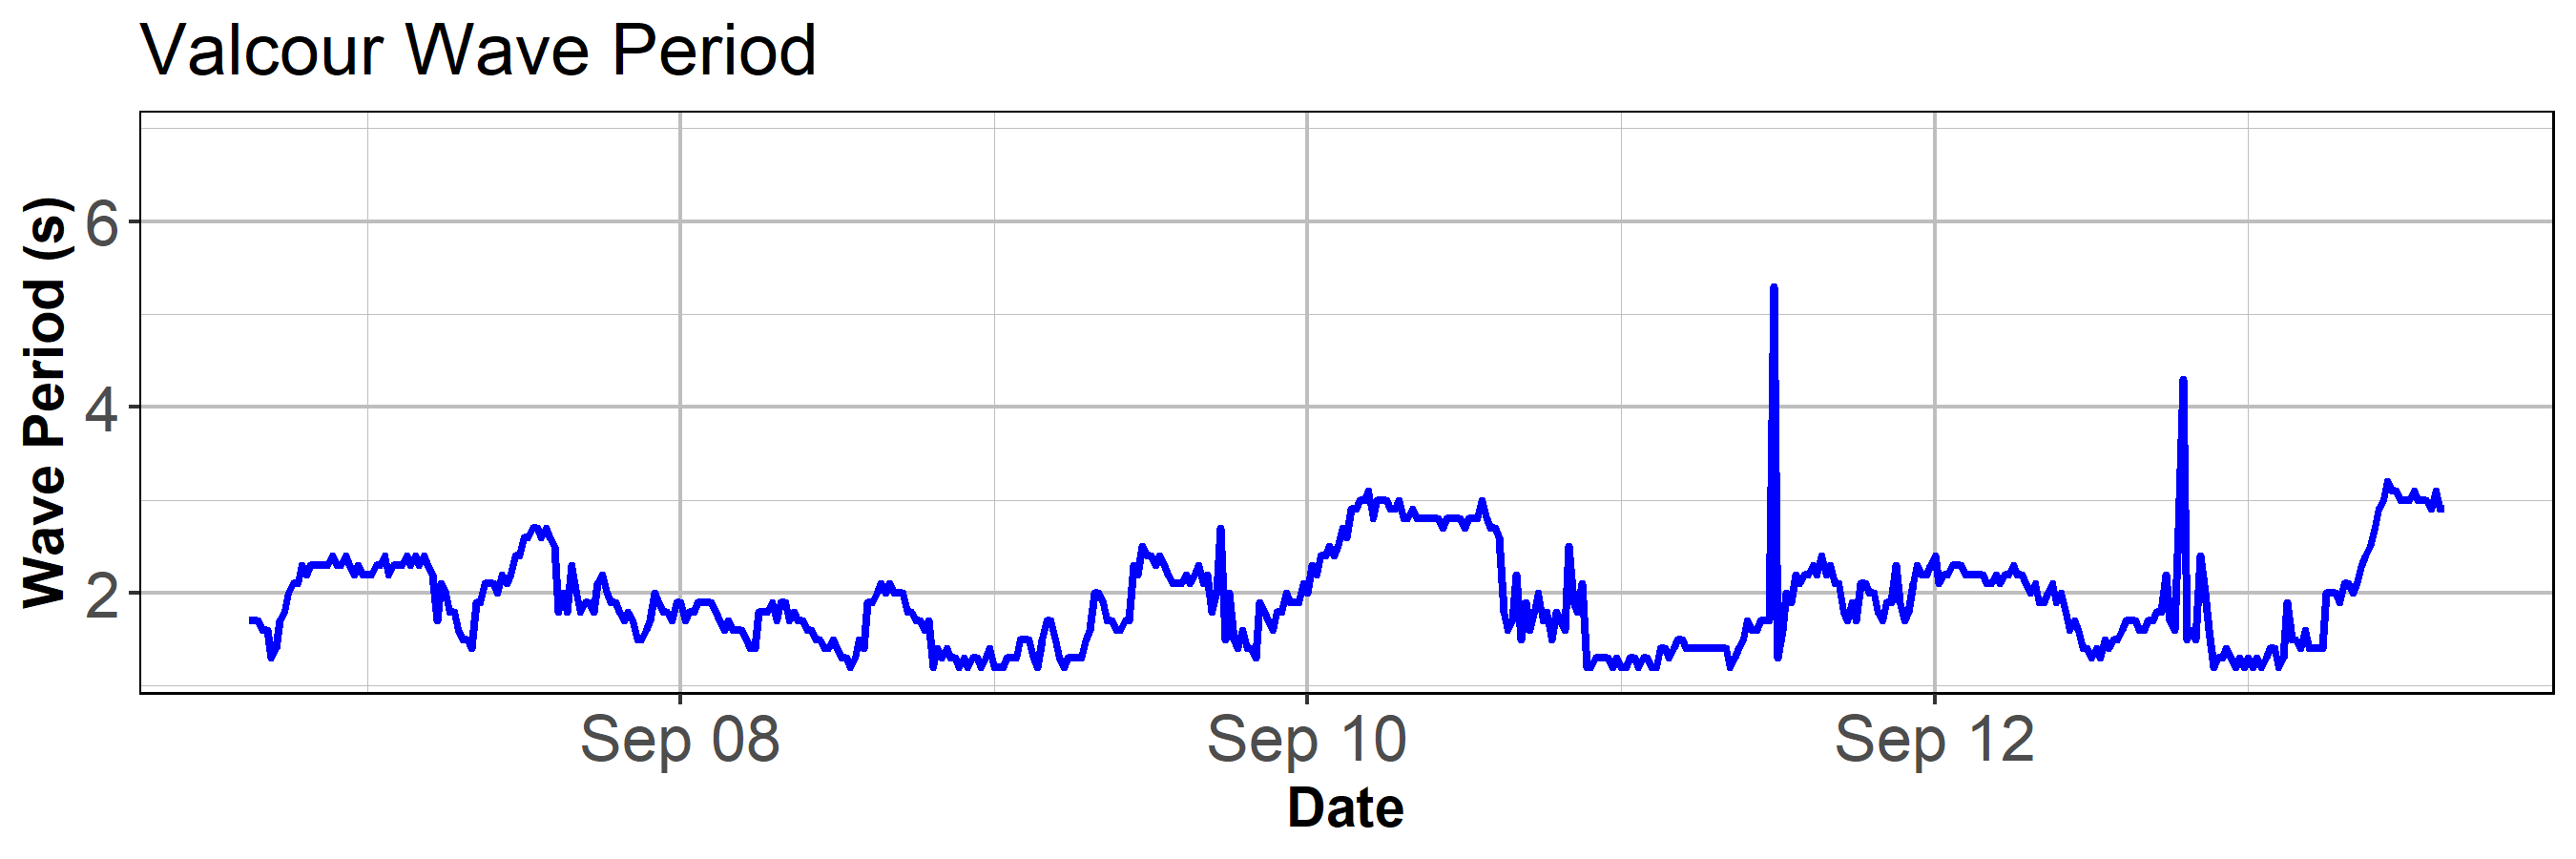 Valcour Wave Period
Wave Period (s)
6
4
2
Sep 08
Sep 10
Sep 12
Date